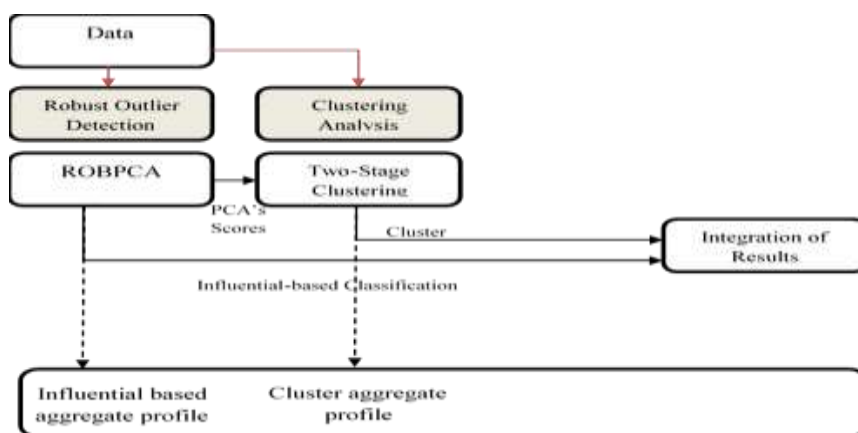 Data
Robust Outlier
Detection
Clustering
Analysis
ROBPCA
Two-Stage
Clustering
PCA's
Scores
Cluster
Integration of
Results
Influential-based Classification
Influential based
aggregate profile
Cluster aggregate
profile